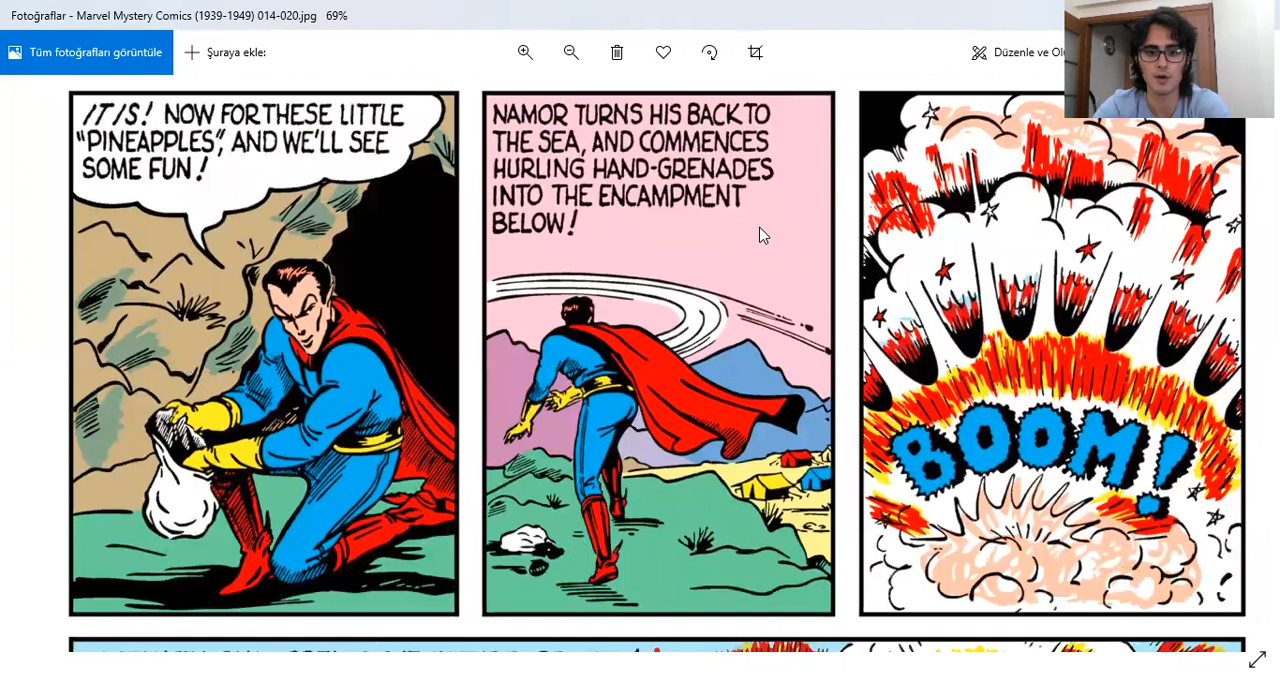 Fotoğraflar - Marvel Mystery Comics (1939-1949) 014-020.jpg 69%
Tüm fotoğrafları görüntüle
Şuraya ekle:
Düzenle ve
IT IS! NOW FOR THESE LITTLE
"PINEAPPLES", AND WE'LL SEE
SOME FUN!
NAMOR TURNS HIS BACK TO
THE SEA, AND COMMENCES
HURLING HAND-GRENADES
INTO THE ENCAMPMENT
BELOW!
BOOM!